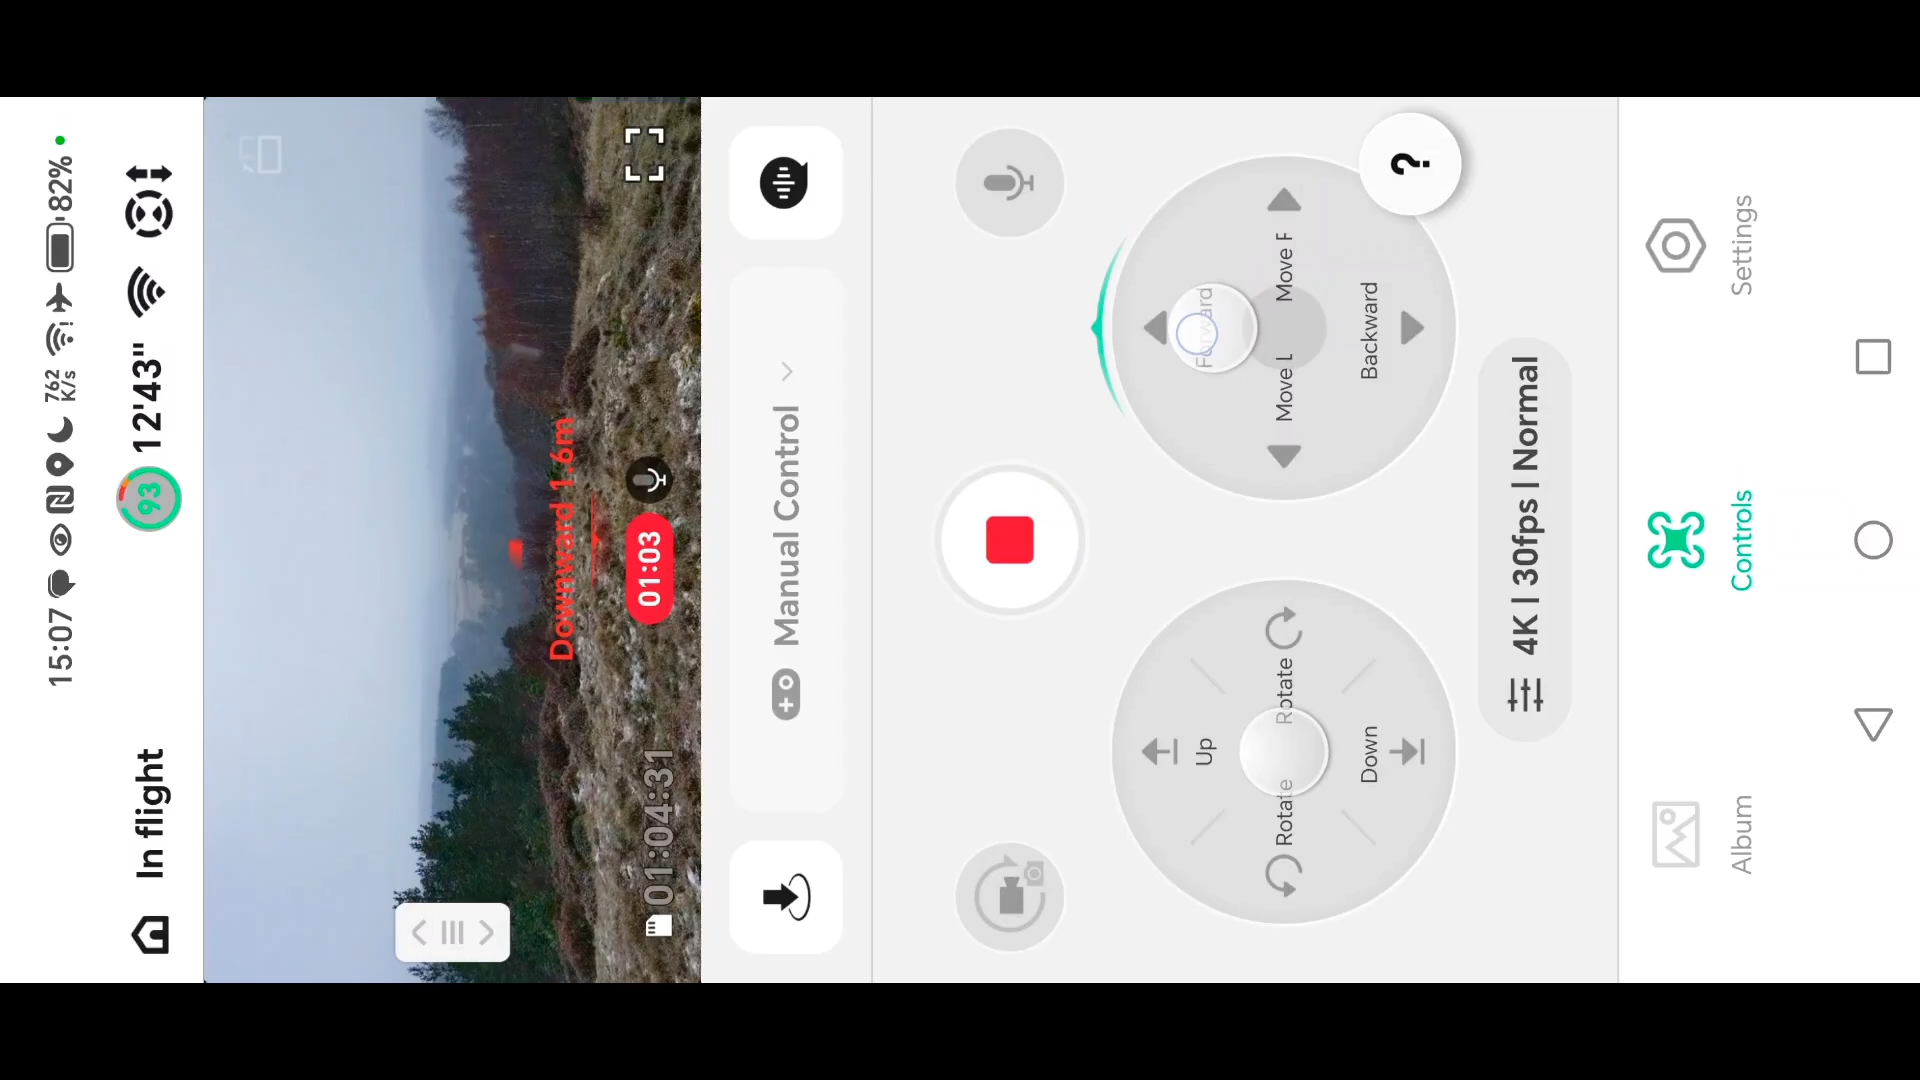 15:07
762 K/s
82%
In flight
93
12'43"
Downward 1.6m
01:04:31
01:03
Manual Control
Up
Rotate
Rotate
Down
Forward
Move L
Move F
Backward
?
4K | 30fps | Normal
Album
Controls
Settings